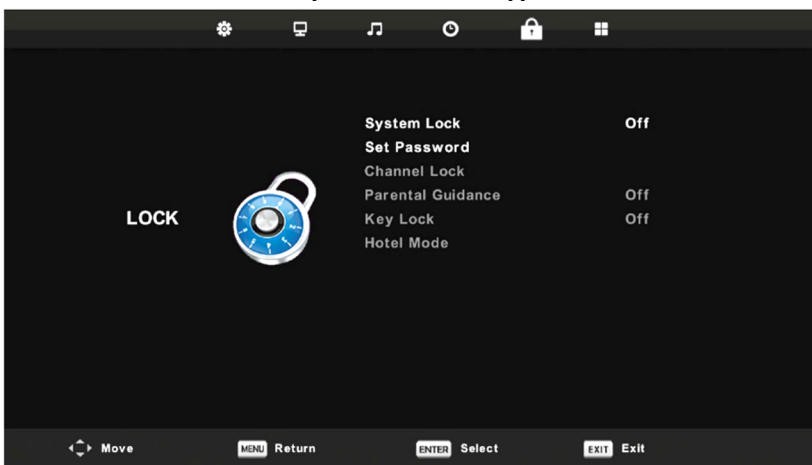 System Lock Off
Set Password
Channel Lock
Parental Guidance Off
LOCK
Key Lock Off
Hotel Mode
Move MENU Return ENTER Select EXIT Exit